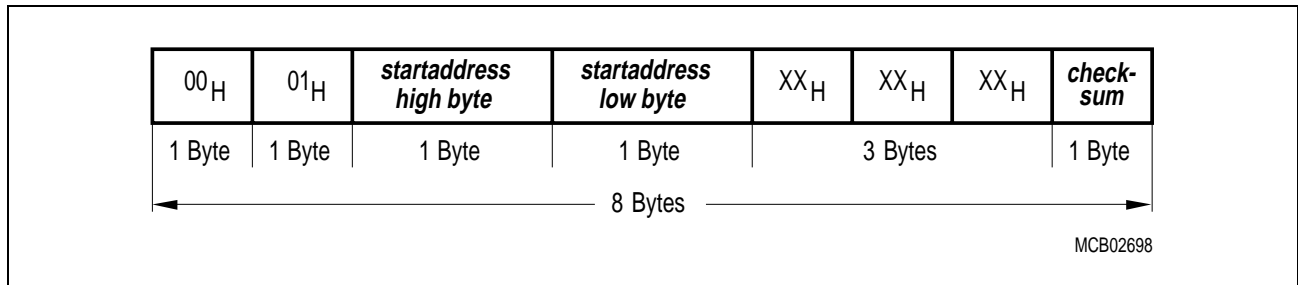 00H 01H startaddress high byte startaddress low byte XXH XXH XXH check-sum
1 Byte 1 Byte 1 Byte 1 Byte 3 Bytes 1 Byte
8 Bytes
MCB02698